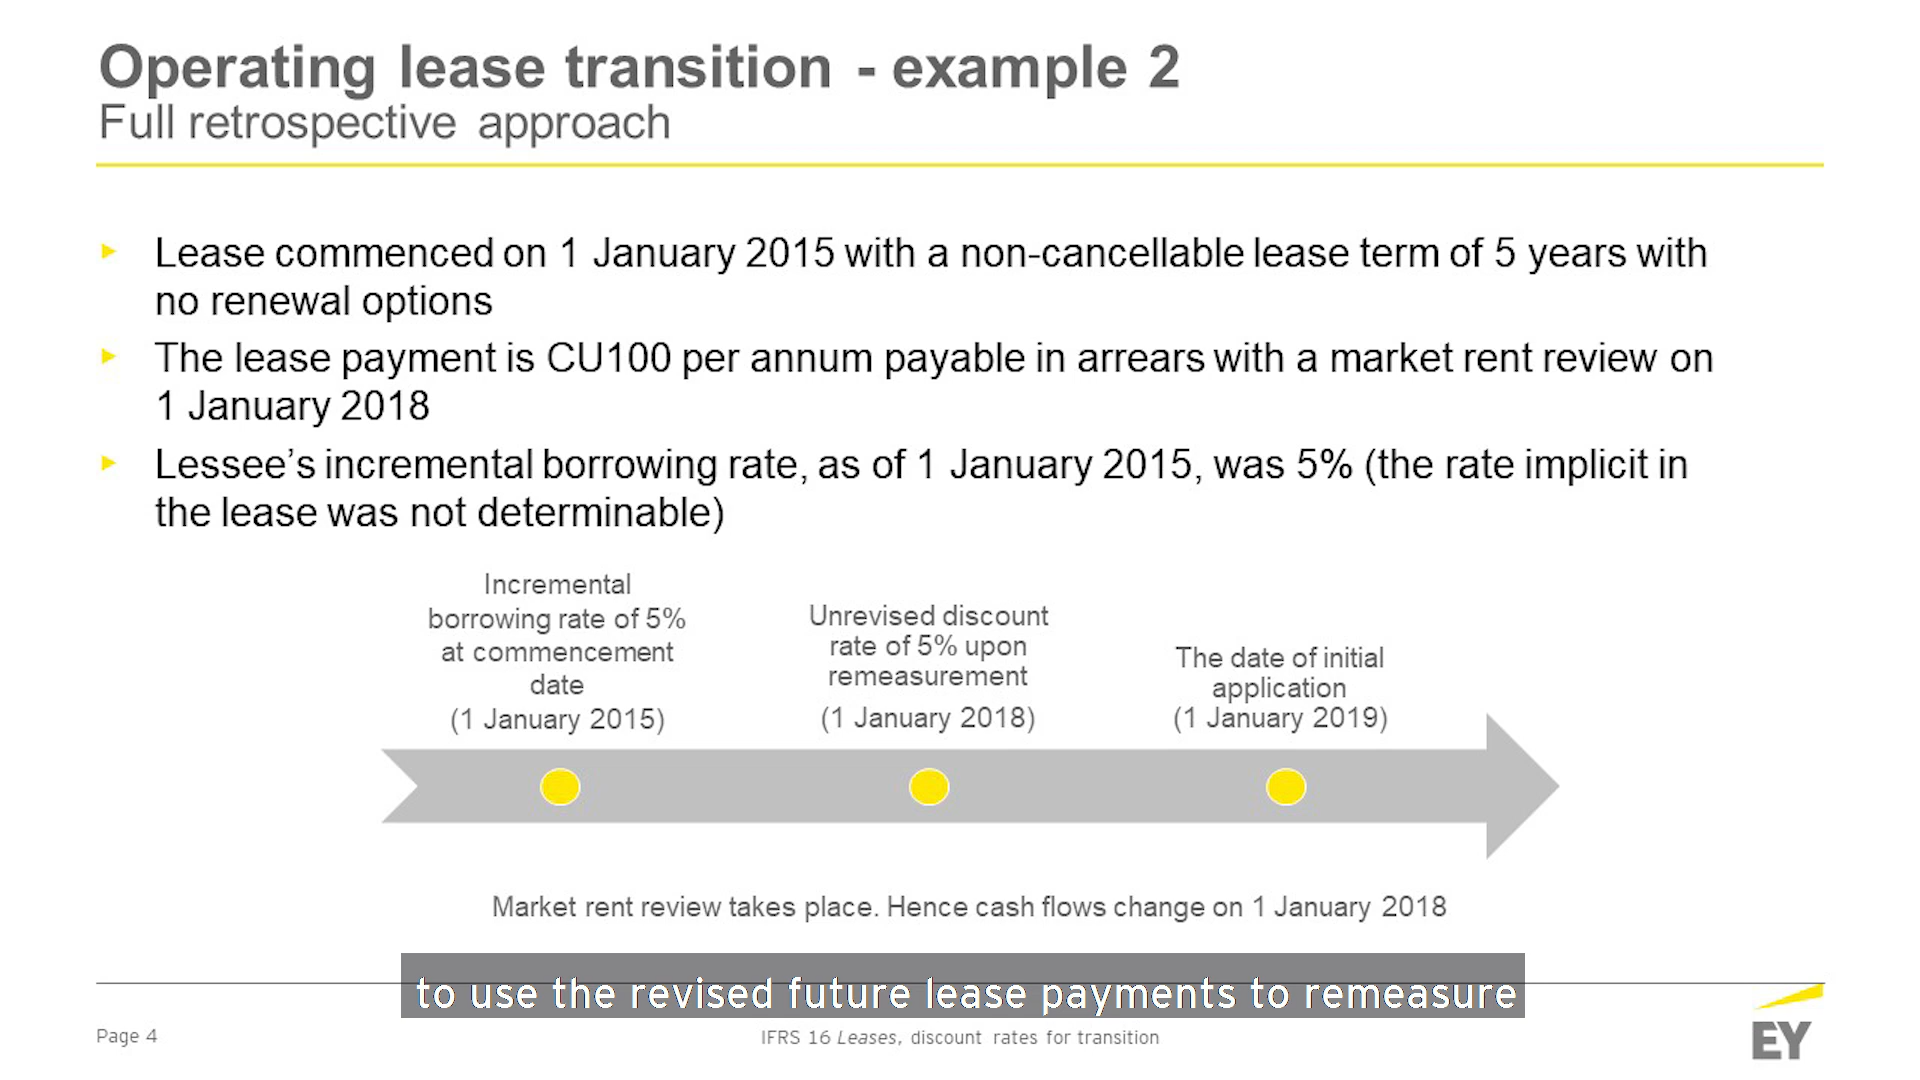 Operating lease transition - example 2
Full retrospective approach
Lease commenced on 1 January 2015 with a non-cancellable lease term of 5 years with
no renewal options
The lease payment is CU100 per annum payable in arrears with a market rent review on
1 January 2018
Lessee’s incremental borrowing rate, as of 1 January 2015, was 5% (the rate implicit in
the lease was not determinable)
Incremental
borrowing rate of 5%
at commencement
date
(1 January 2015)
Unrevised discount
rate of 5% upon
remeasurement
(1 January 2018)
The date of initial
application
(1 January 2019)
Market rent review takes place. Hence cash flows change on 1 January 2018
to use the revised future lease payments to remeasure
Page 4
IFRS 16 Leases, discount rates for transition
EY